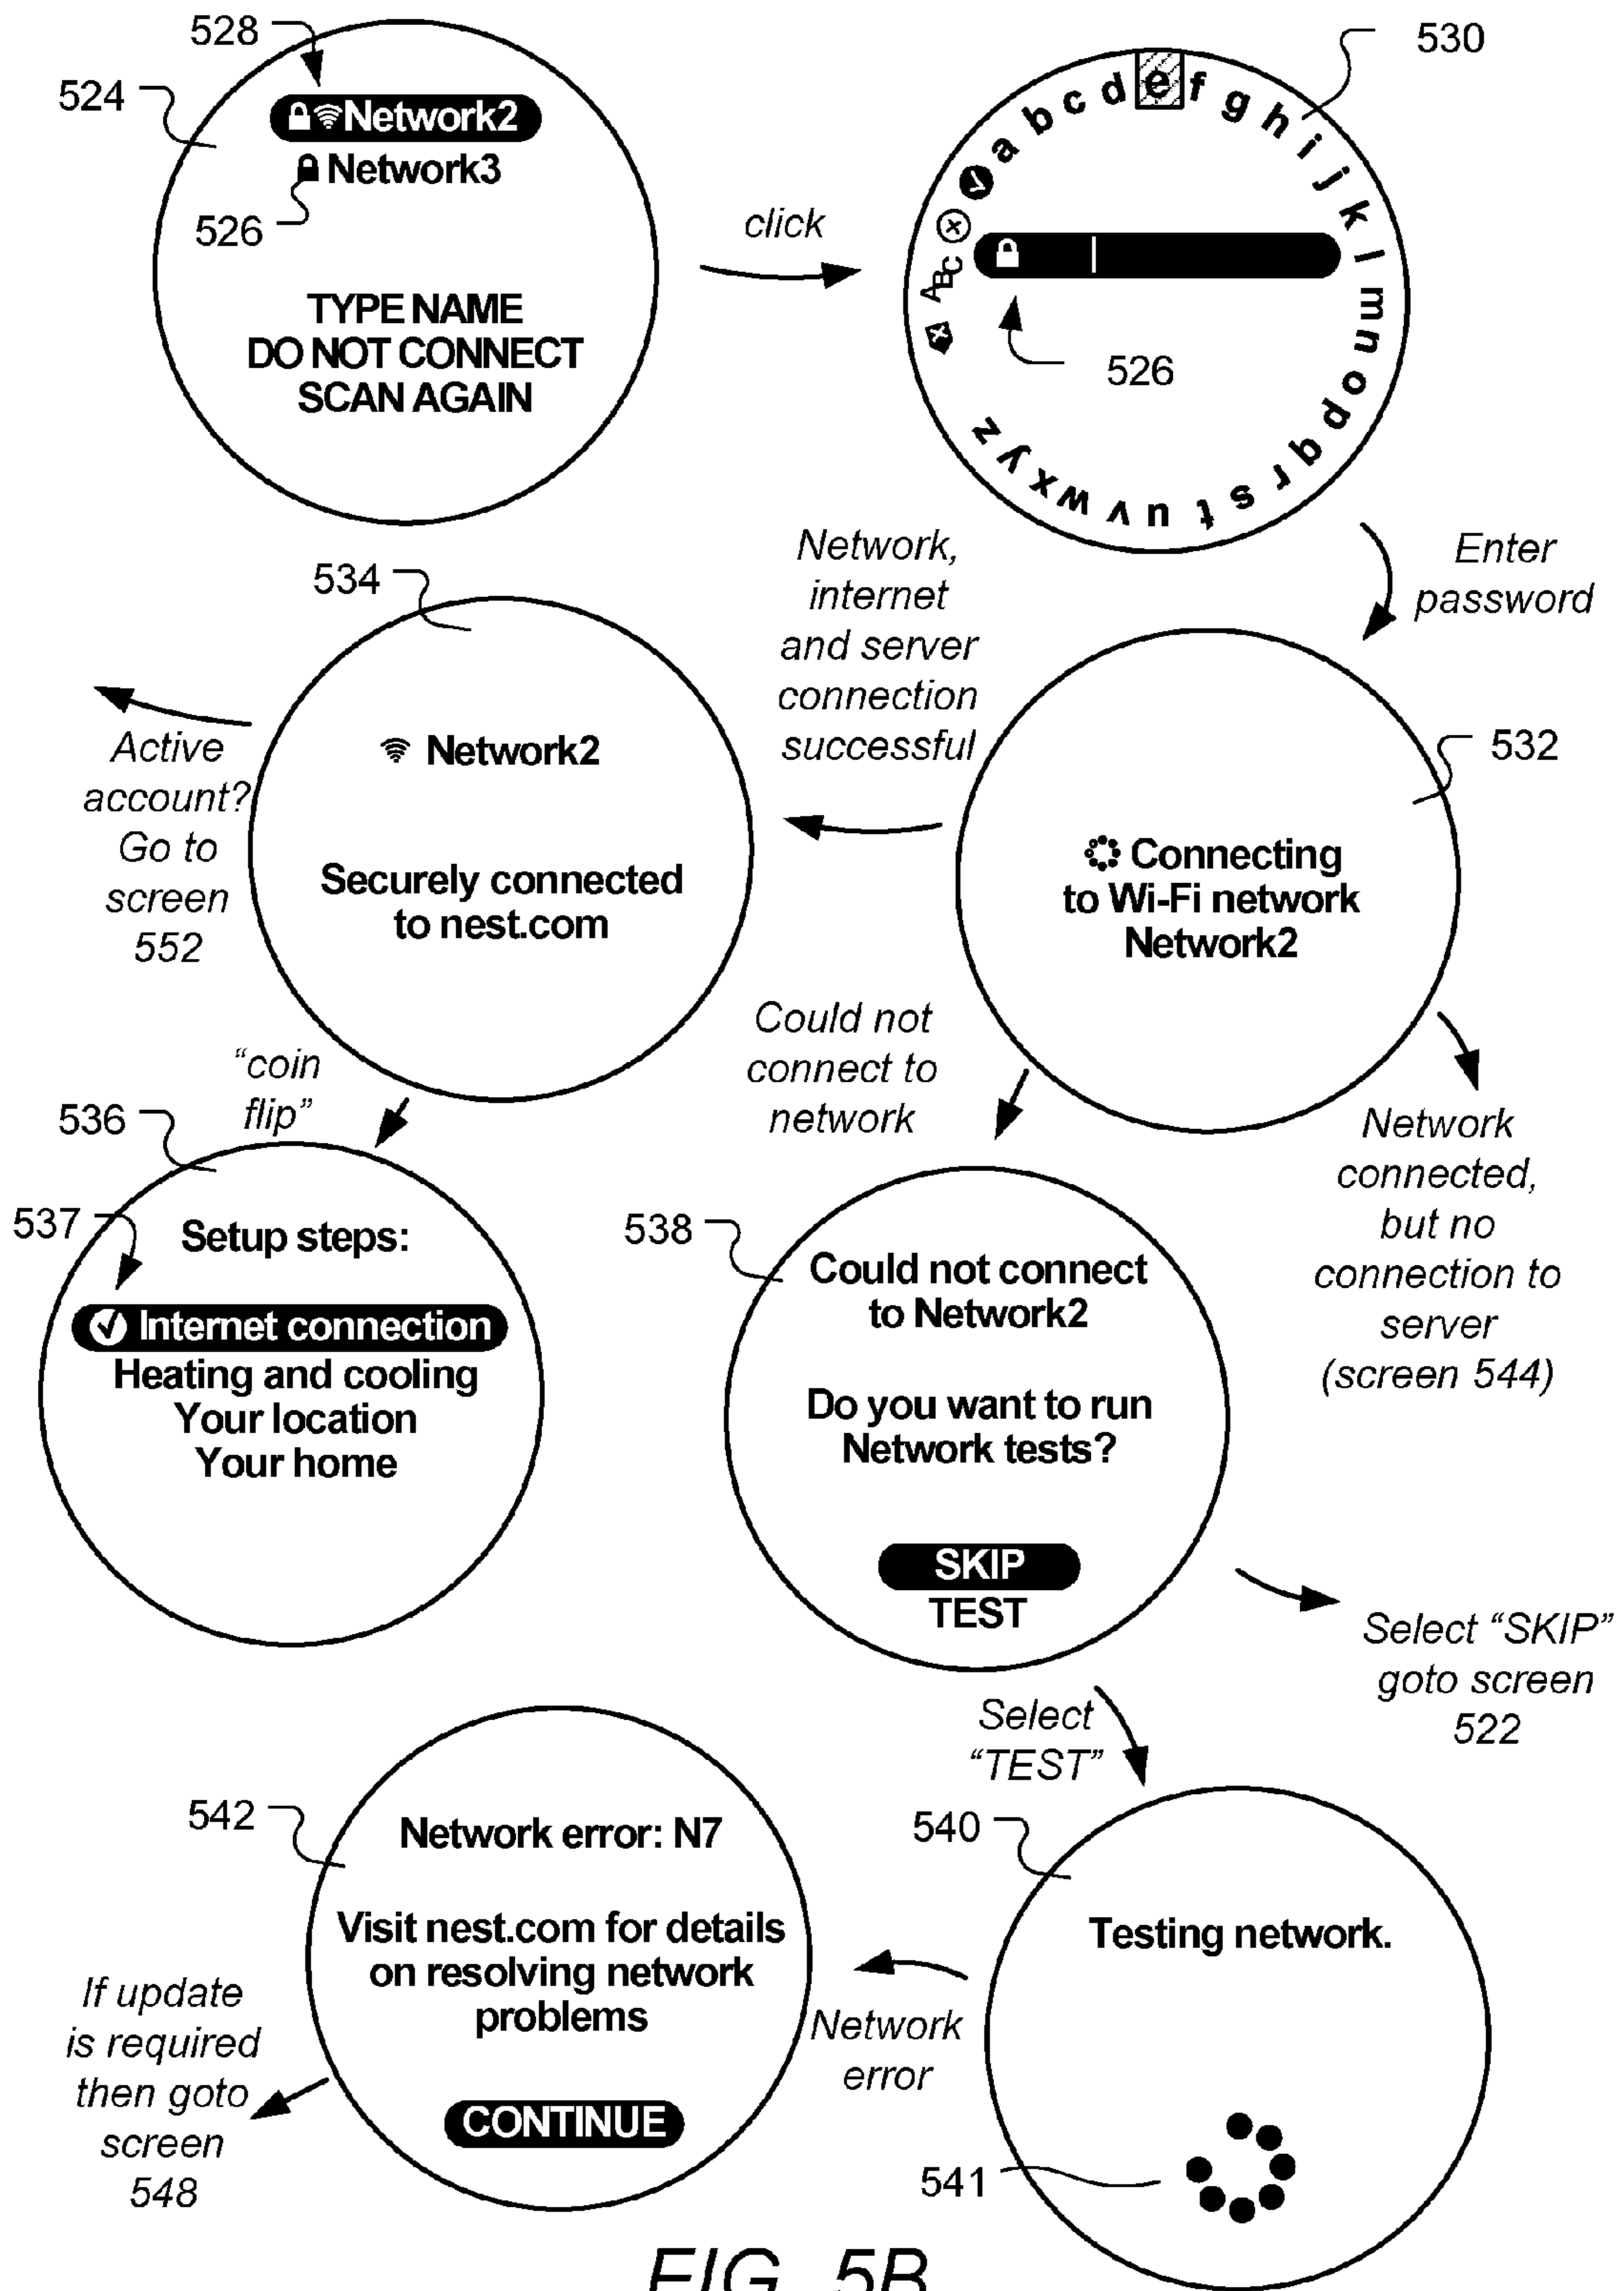 528
524
Network2
Network3
526
TYPE NAME
DO NOT CONNECT
SCAN AGAIN
click
530
a b c d e f g h i j k l m n o p q r s t u v w x y z
ABC
526
Enter
password
Network,
internet
and server
connection
successful
534
Network2
Securely connected
to nest.com
Active
account?
Go to
screen
552
532
Connecting
to Wi-Fi network
Network2
"coin
flip"
Could not
connect to
network
Network
connected,
but no
connection to
server
(screen 544)
536
537
Setup steps:
Internet connection
Heating and cooling
Your location
Your home
538
Could not connect
to Network2
Do you want to run
Network tests?
SKIP
TEST
Select “SKIP”
goto screen
522
Select
“TEST”
542
Network error: N7
Visit nest.com for details
on resolving network
problems
CONTINUE
If update
is required
then goto
screen
548
Network
error
540
Testing network.
541
FIG. 5B